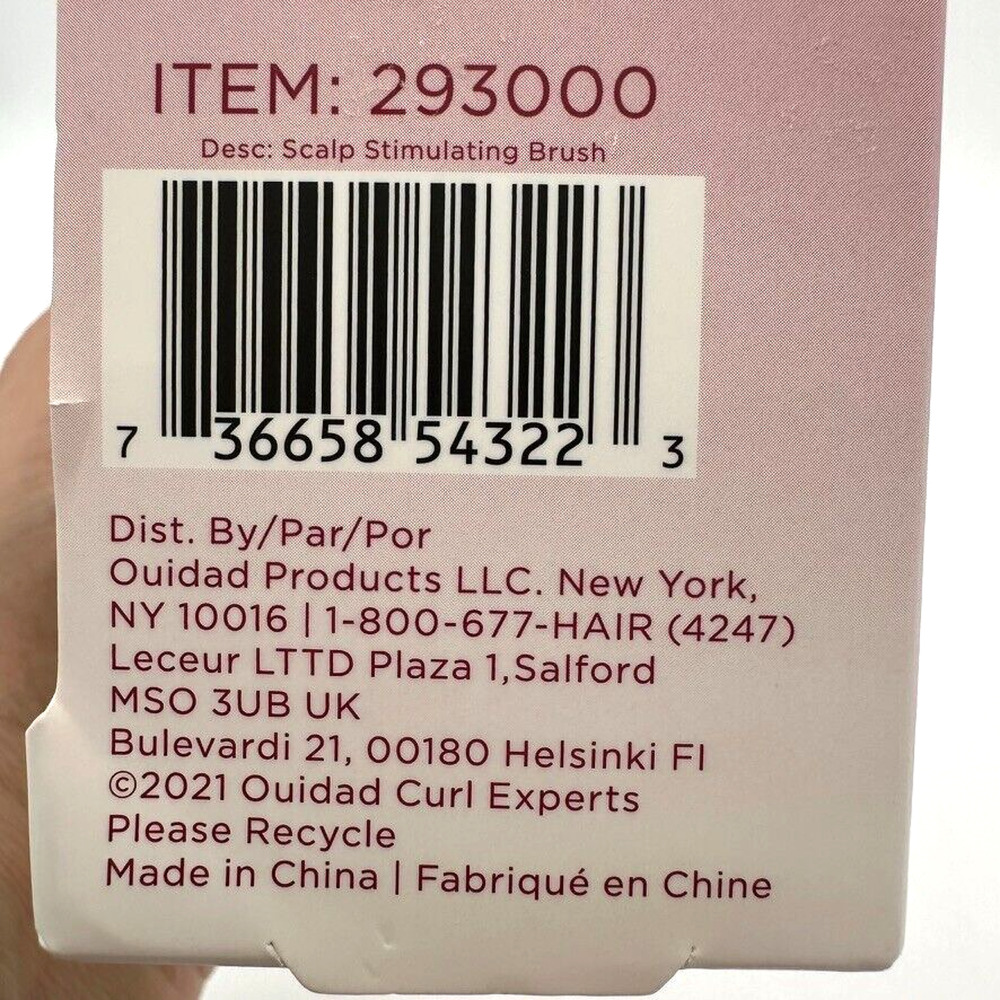 ITEM: 293000
Desc: Scalp Stimulating Brush
7 36658 54322 3
Dist. By/Par/Por
Ouidad Products LLC. New York,
NY 10016 | 1-800-677-HAIR (4247)
Leceur LTTD Plaza 1,Salford
MSO 3UB UK
Bulevardi 21, 00180 Helsinki FI
©2021 Ouidad Curl Experts
Please Recycle
Made in China | Fabriqué en Chine